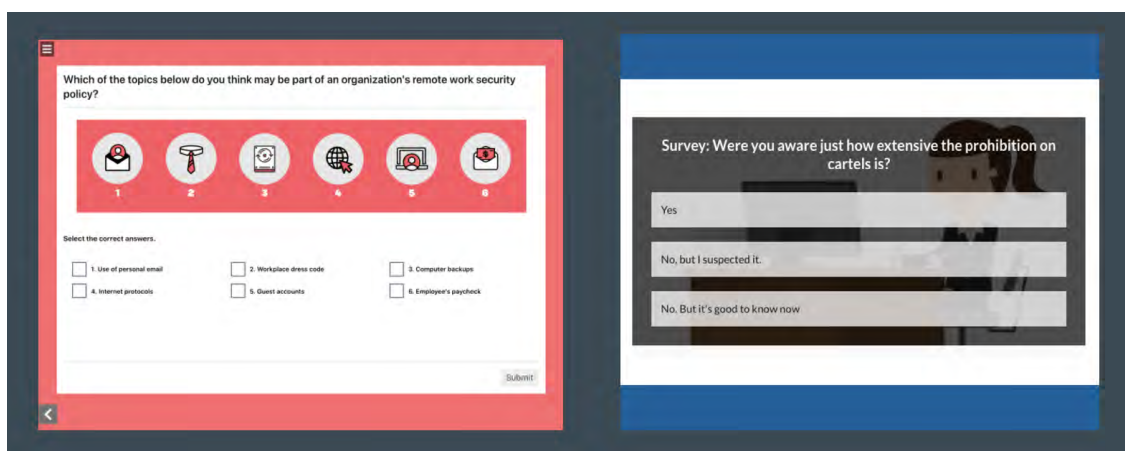 Which of the topics below do you think may be part of an organization's remote work security
policy?
1 2 3 4 5 6
Select the correct answers.
1. Use of personal email
2. Workplace dress code
3. Computer backups
4. Internet protocols
5. Guest accounts
6. Employee's paycheck
Submit
Survey: Were you aware just how extensive the prohibition on
cartels is?
Yes
No, but I suspected it.
No. But it's good to know now